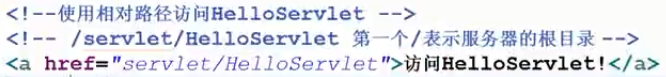 <!--使用相对路径访问HelloServlet -->
<!-- /servlet/HelloServlet 第一个/表示服务器的根目录 -->
<a href="servlet/HelloServlet">访问HelloServlet!</a>